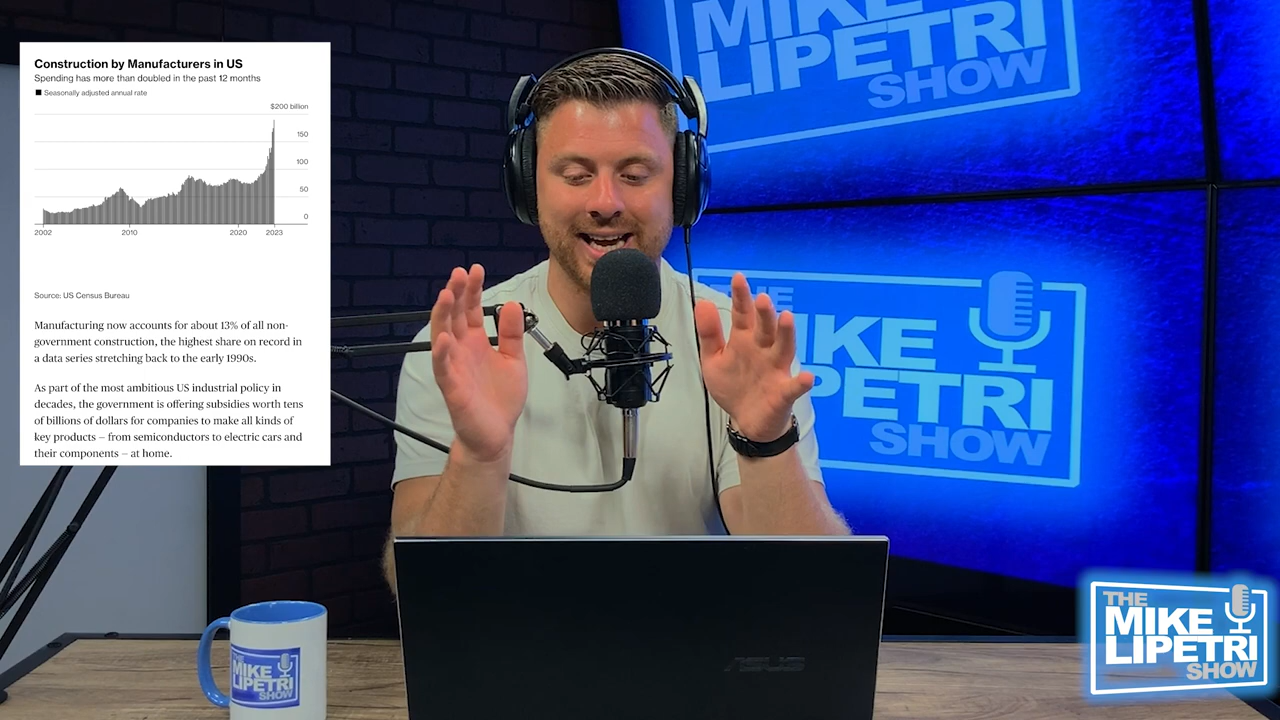 Construction by Manufacturers in US
Spending has more than doubled in the past 12 months
Seasonally adjusted annual rate
$200 billion
150
100
50
0
2002 2010 2020 2023
Source: US Census Bureau
Manufacturing now accounts for about 13% of all non-
government construction, the highest share on record in
a data series stretching back to the early 1990s.
As part of the most ambitious US industrial policy in
decades, the government is offering subsidies worth tens
of billions of dollars for companies to make all kinds of
key products – from semiconductors to electric cars and
their components – at home.
MIKE
LIPETRI
SHOW
THE
MIKE
LIPETRI
SHOW
ASUS
THE
MIKE
LIPETRI
SHOW
THE
MIKE
LIPETRI
SHOW